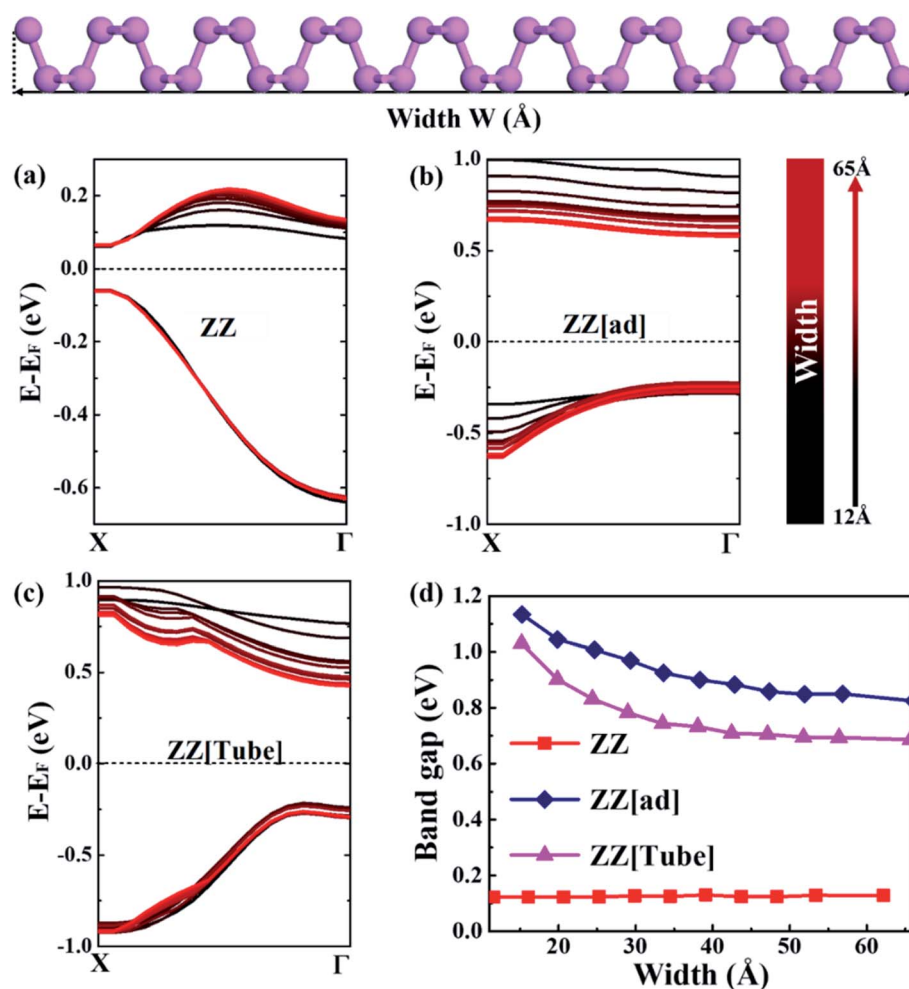 Width W (Å)
(a)
0.2
0.0
-0.2
-0.4
-0.6
E-EF (eV)
ZZ
X
Γ
(b)
1.0
0.5
0.0
-0.5
-1.0
E-EF (eV)
ZZ[ad]
X
Γ
65Å
Width
12Å
(c)
1.0
0.5
0.0
-0.5
-1.0
E-EF (eV)
ZZ[Tube]
X
Γ
(d)
1.2
1.0
0.8
0.6
0.4
0.2
0.0
Band gap (eV)
ZZ
ZZ[ad]
ZZ[Tube]
20
30
40
50
60
Width (Å)